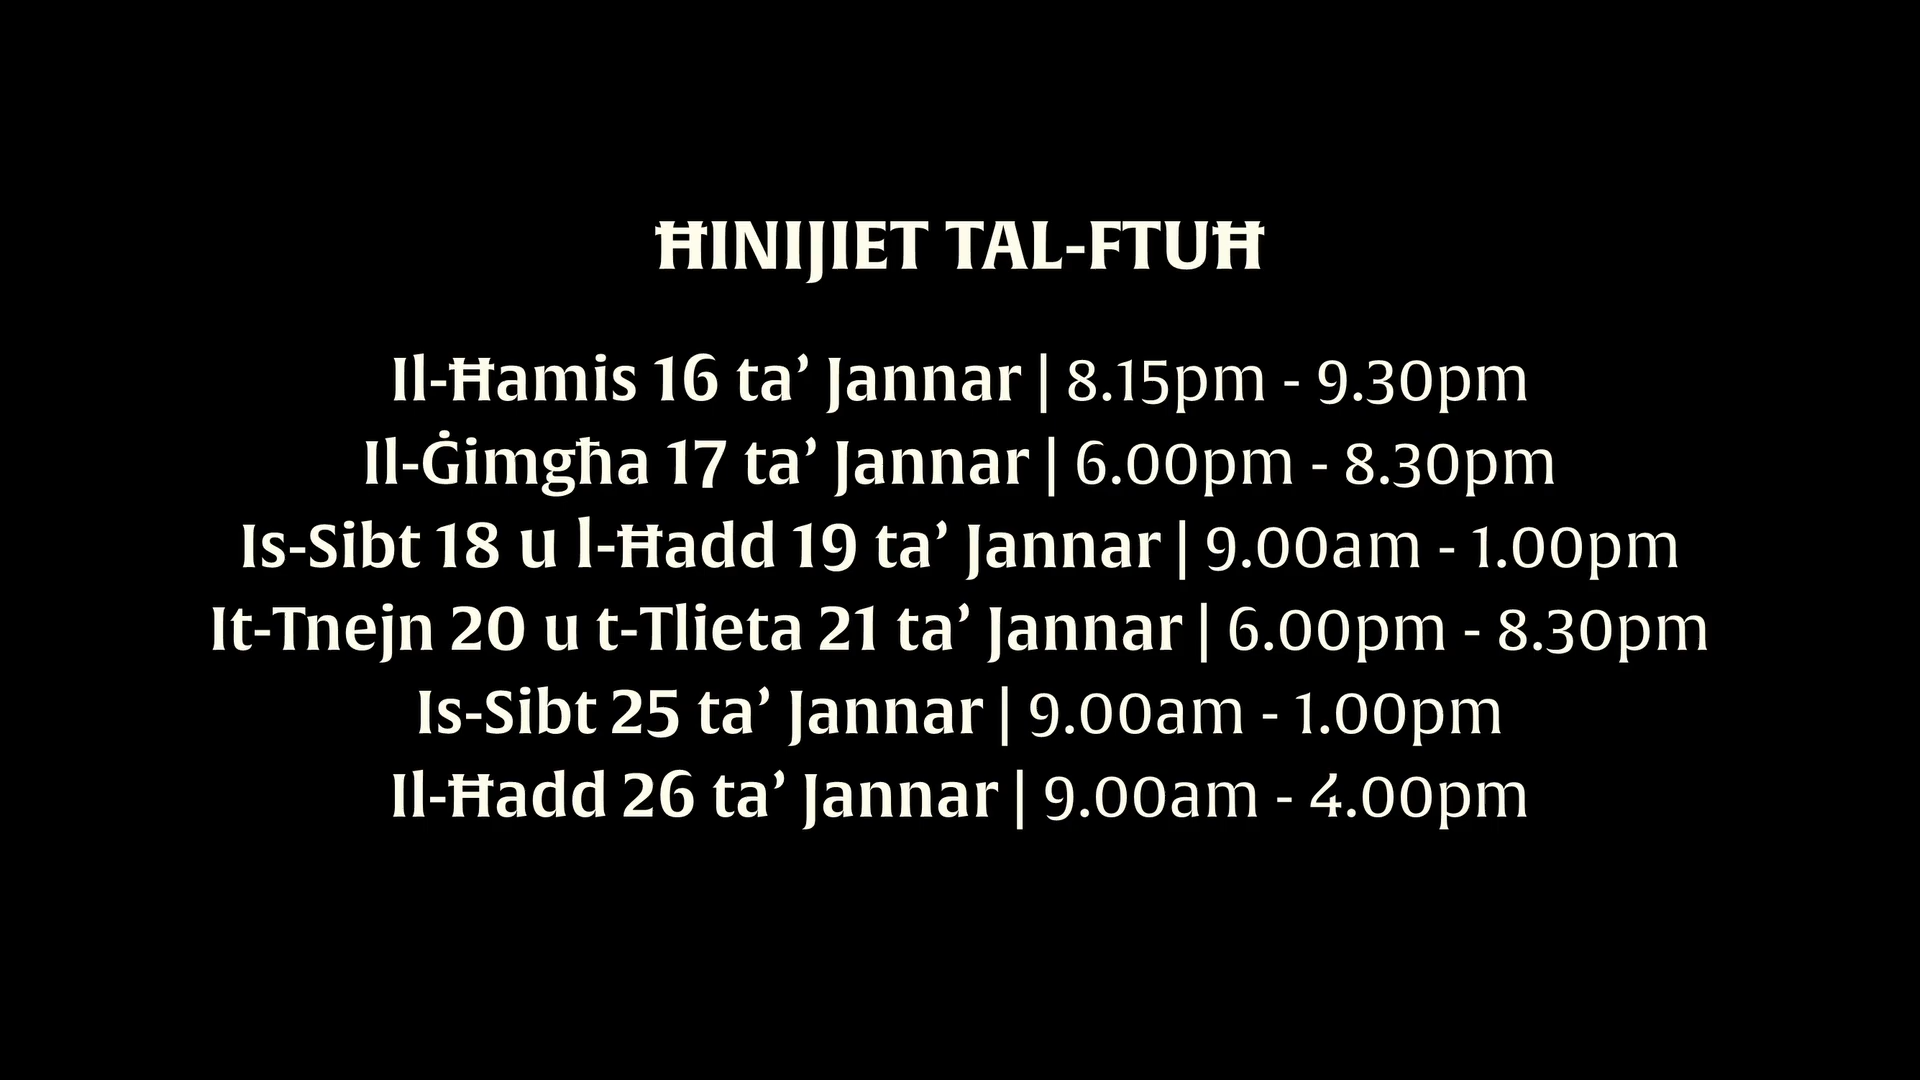 ĦINIJIET TAL-FTUĦ
Il-Ħamis 16 ta’ Jannar | 8.15pm - 9.30pm
Il-Ġimgħa 17 ta’ Jannar | 6.00pm - 8.30pm
Is-Sibt 18 u l-Ħadd 19 ta’ Jannar | 9.00am - 1.00pm
It-Tnejn 20 u t-Tlieta 21 ta’ Jannar | 6.00pm - 8.30pm
Is-Sibt 25 ta’ Jannar | 9.00am - 1.00pm
Il-Ħadd 26 ta’ Jannar | 9.00am - 4.00pm